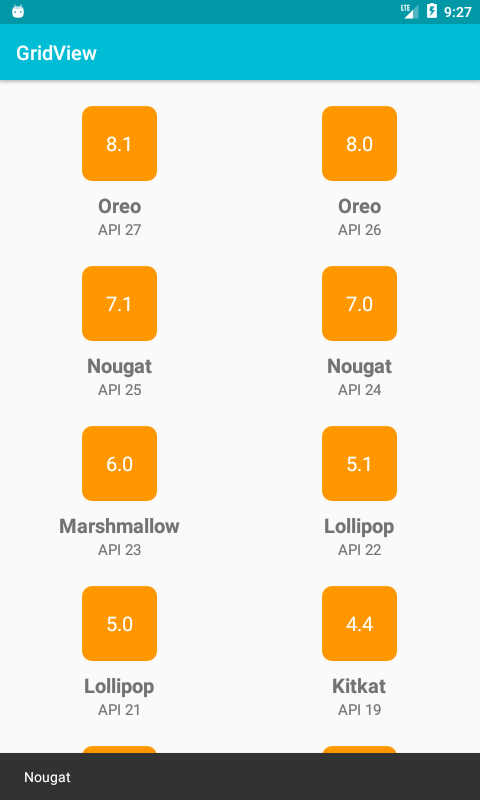 LTE 9:27
GridView
8.1 8.0
Oreo Oreo
API 27 API 26
7.1 7.0
Nougat Nougat
API 25 API 24
6.0 5.1
Marshmallow Lollipop
API 23 API 22
5.0 4.4
Lollipop Kitkat
API 21 API 19
Nougat